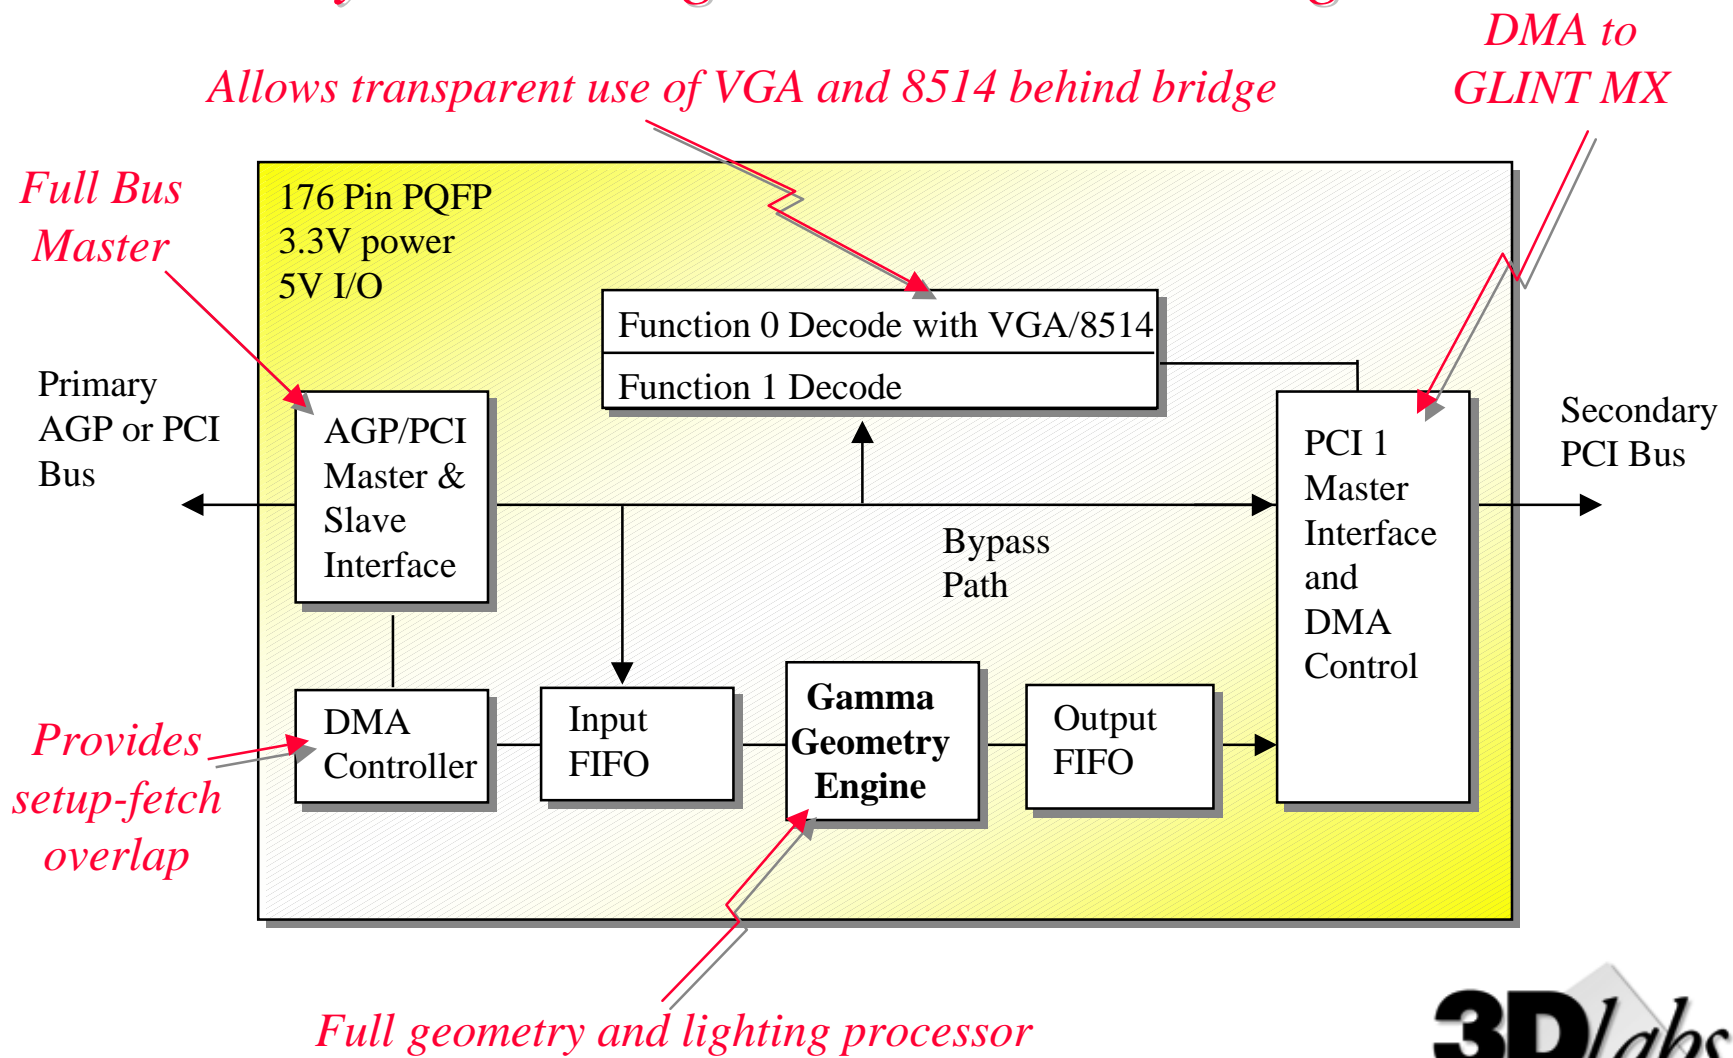 DMA to
GLINT MX
Allows transparent use of VGA and 8514 behind bridge
Full Bus
Master
176 Pin PQFP
3.3V power
5V I/O
Function 0 Decode with VGA/8514
Function 1 Decode
Primary
AGP or PCI
Bus
AGP/PCI
Master &
Slave
Interface
Bypass
Path
PCI 1
Master
Interface
and
DMA
Control
Secondary
PCI Bus
Provides
setup-fetch
overlap
DMA
Controller
Input
FIFO
Gamma
Geometry
Engine
Output
FIFO
Full geometry and lighting processor
3Dlabs